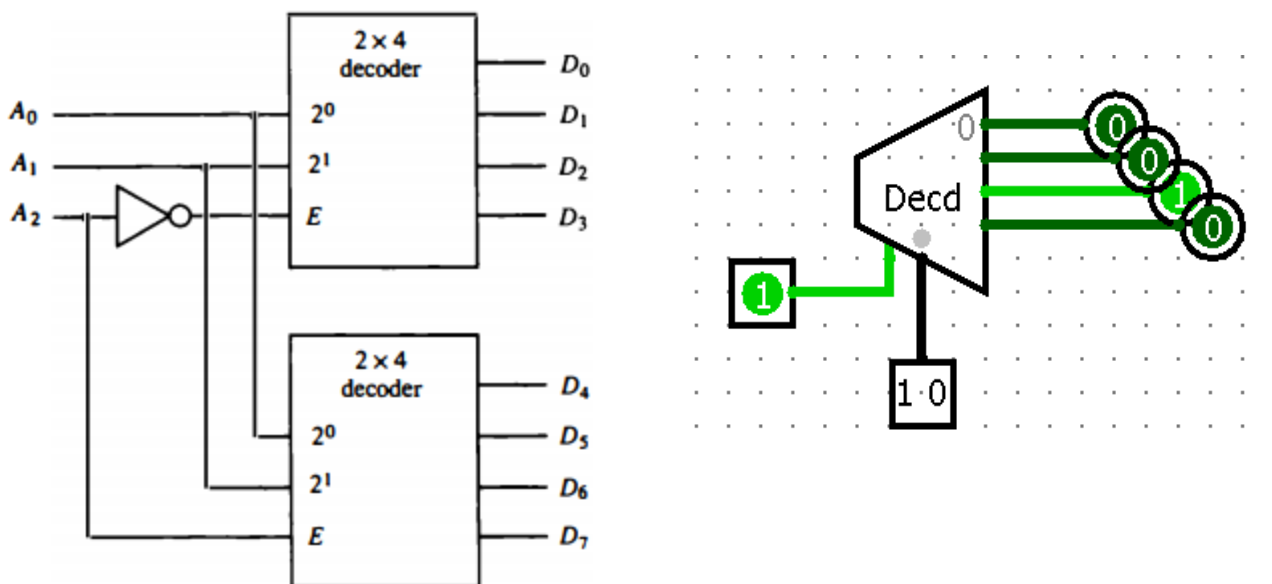 2 × 4
decoder
D₀
A₀
2⁰
D₁
A₁
2¹
D₂
A₂
E
D₃
2 × 4
decoder
D₄
2⁰
D₅
2¹
D₆
E
D₇
0
0
0
Decd
1
0
1
1 0